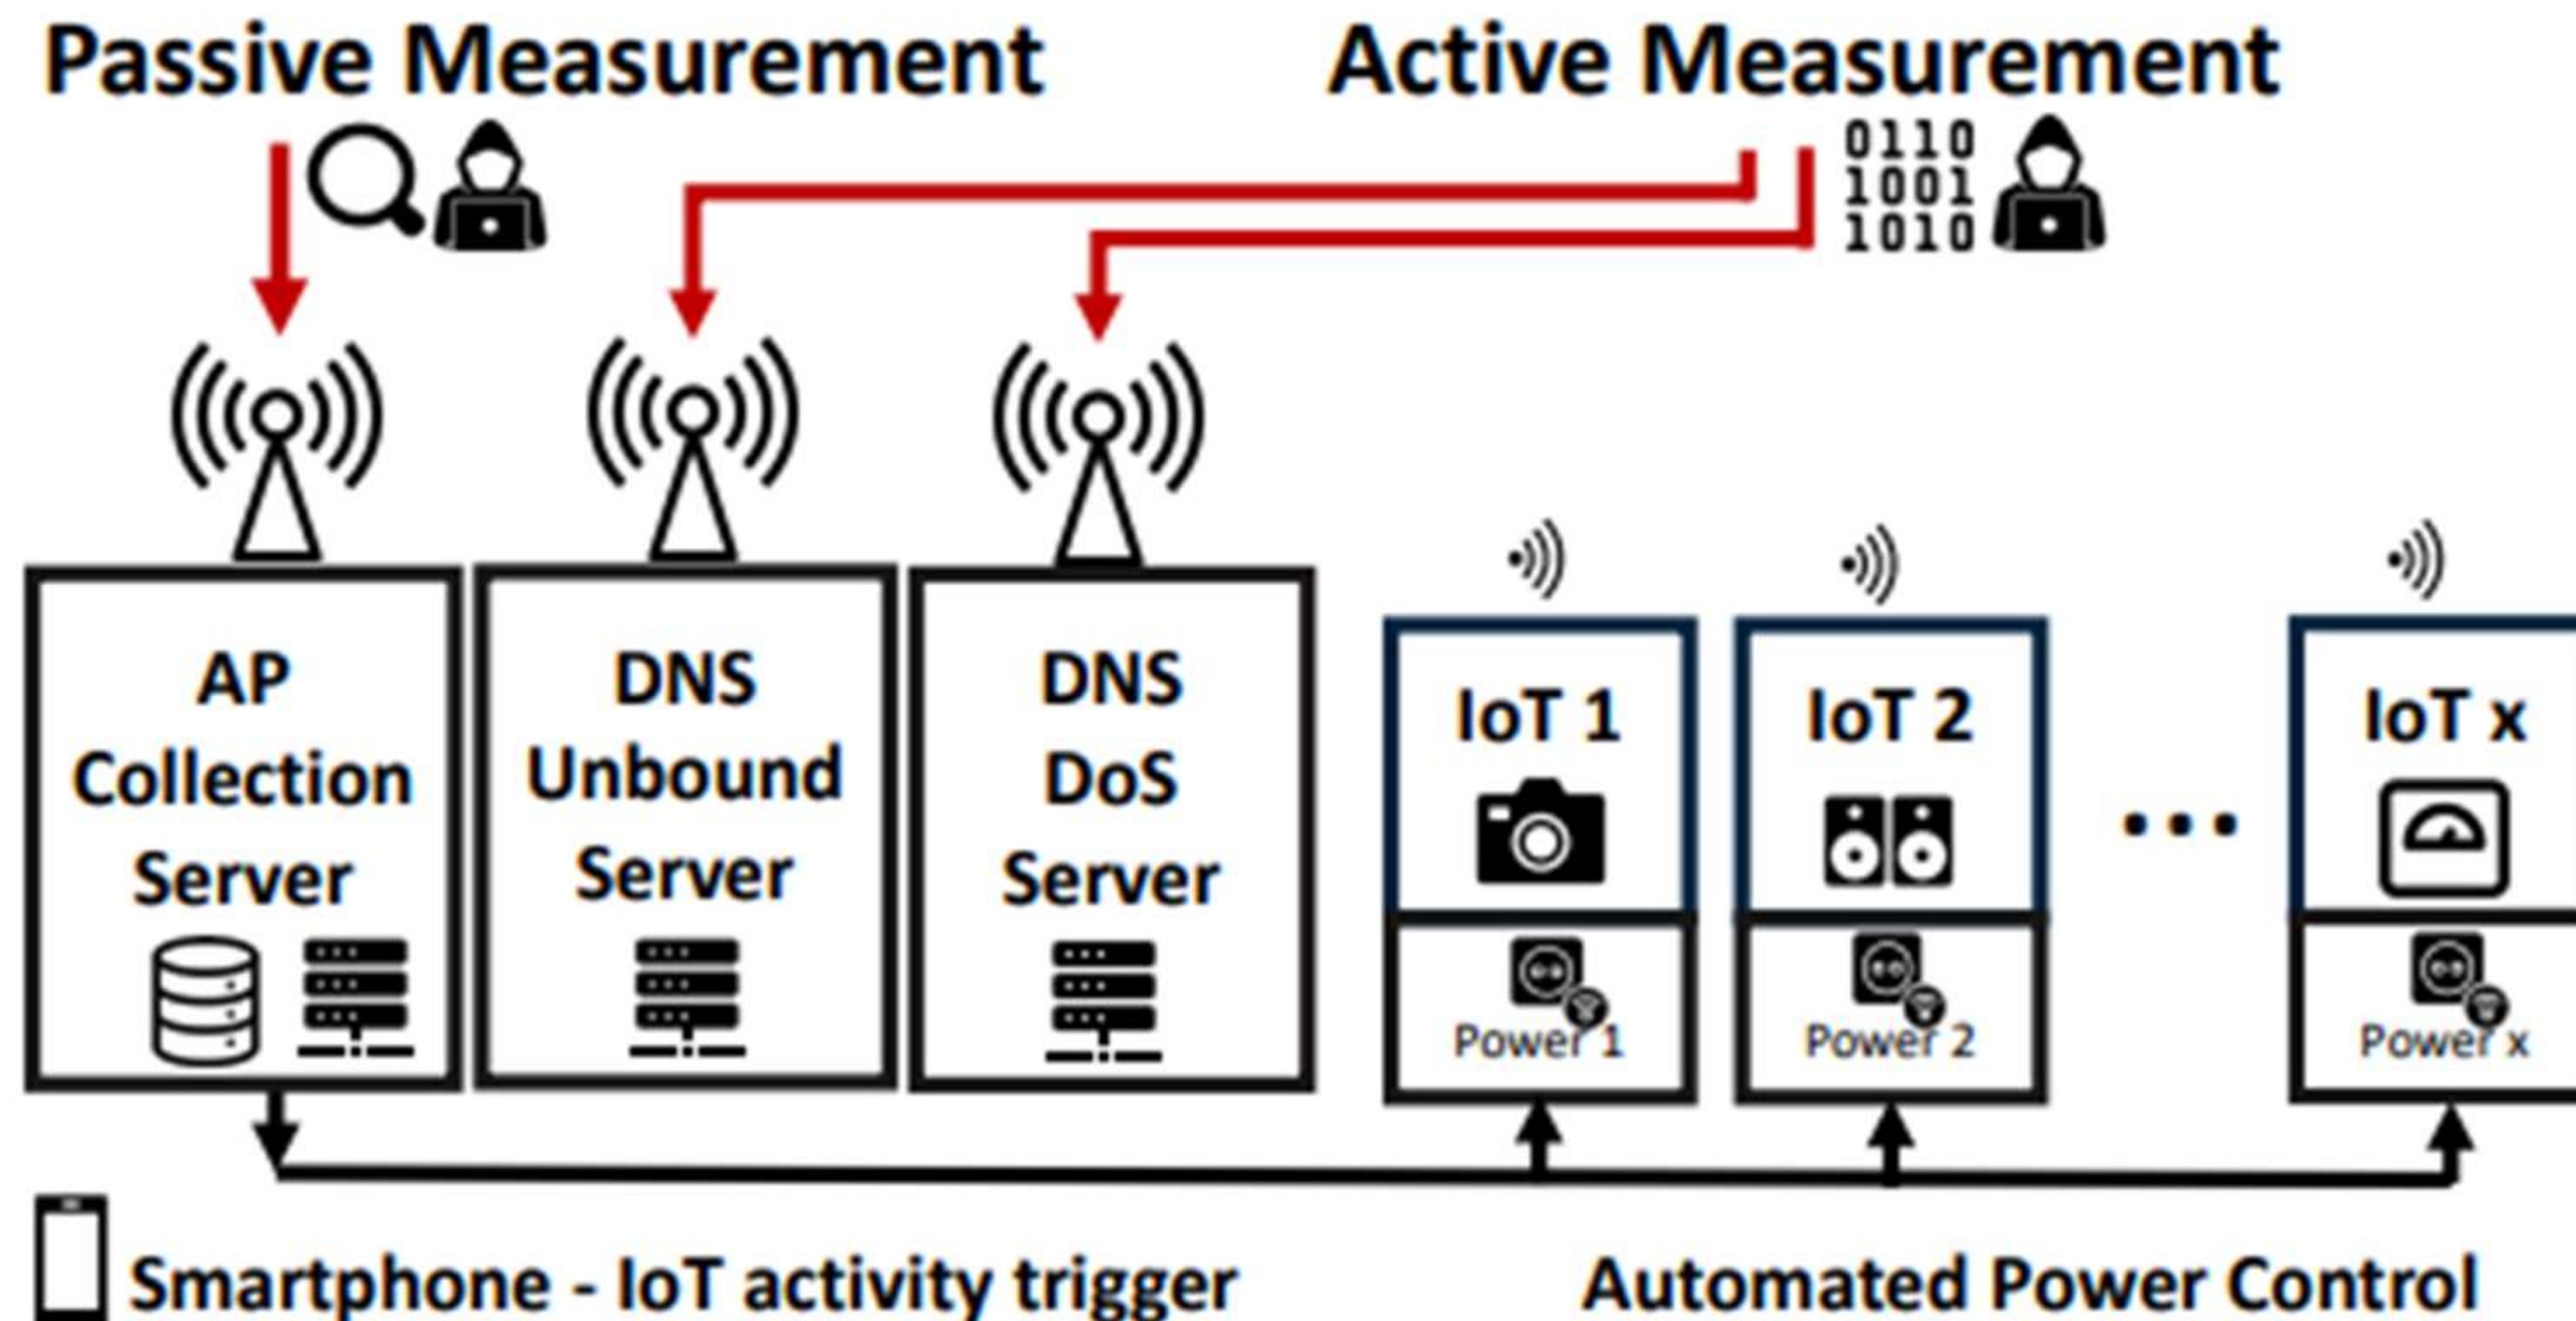 Passive Measurement
Active Measurement
0110
1001
1010
AP
Collection
Server
DNS
Unbound
Server
DNS
DoS
Server
IoT 1
IoT 2
...
IoT x
Power 1
Power 2
Power x
Smartphone - IoT activity trigger
Automated Power Control